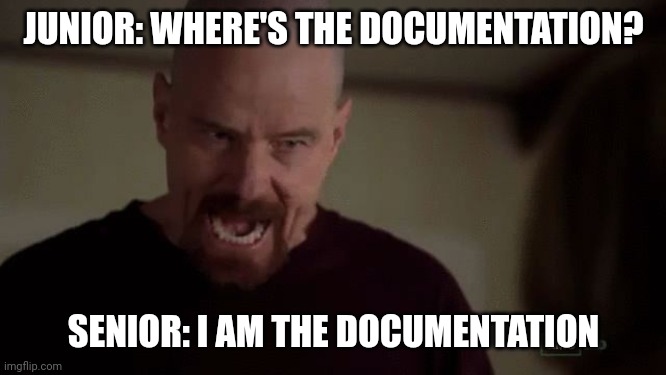 JUNIOR: WHERE'S THE DOCUMENTATION?
SENIOR: I AM THE DOCUMENTATION
imgflip.com